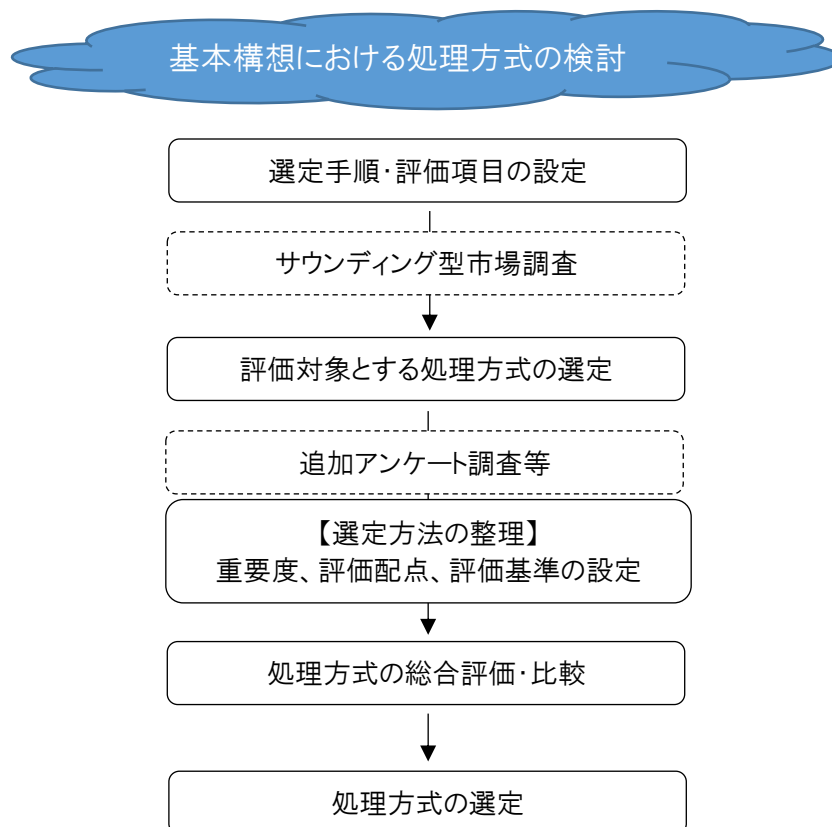 基本構想における処理方式の検討
選定手順･評価項目の設定
サウンディング型市場調査
評価対象とする処理方式の選定
追加アンケート調査等
【選定方法の整理】
重要度、評価配点、評価基準の設定
処理方式の総合評価･比較
処理方式の選定